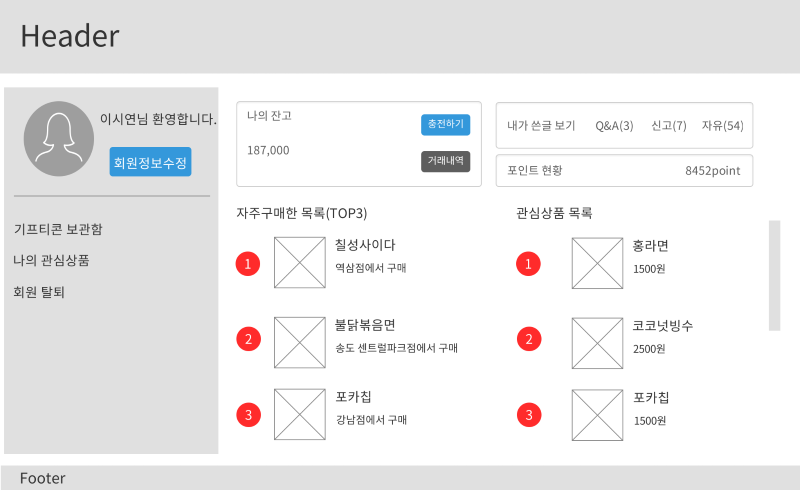 Header
이시연님 환영합니다.
회원정보수정
기프티콘 보관함
나의 관심상품
회원 탈퇴
나의 잔고
충전하기
187,000
거래내역
내가 쓴글 보기 Q&A(3) 신고(7) 자유(54)
포인트 현황 8452point
자주구매한 목록(TOP3)
1
칠성사이다
역삼점에서 구매
2
불닭볶음면
송도 센트럴파크점에서 구매
3
포카칩
강남점에서 구매
관심상품 목록
1
홍라면
1500원
2
코코넛빙수
2500원
3
포카칩
1500원
Footer